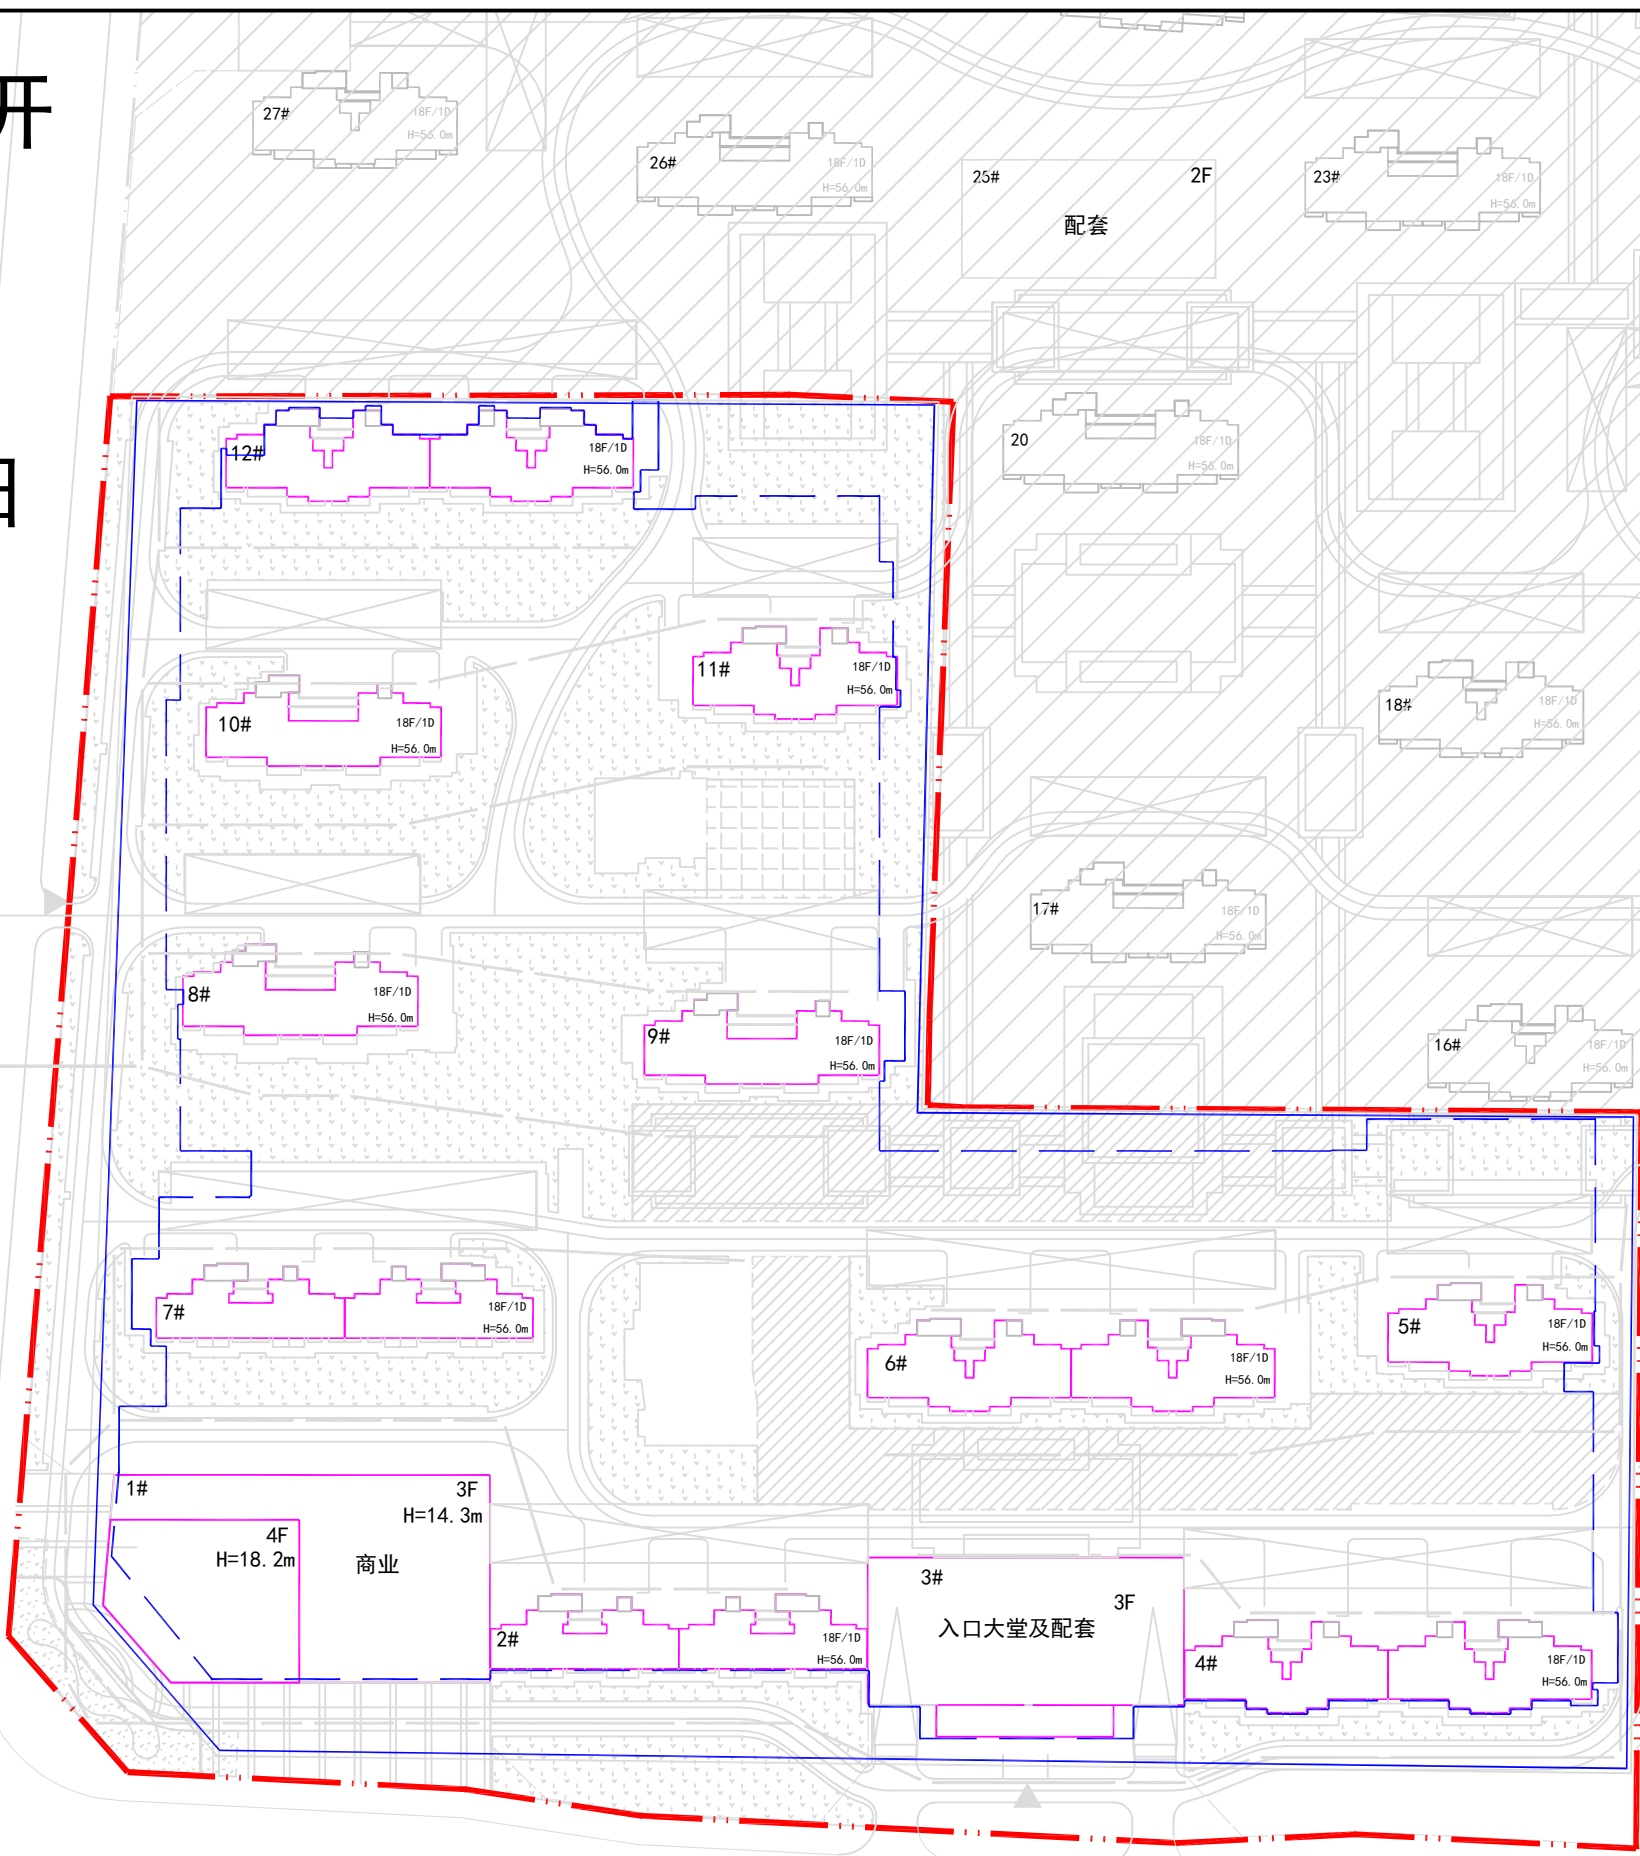 开
27#
18F/1D
H=56.0m
26#
18F/1D
H=56.0m
25#
2F
配套
23#
18F/1D
H=56.0m
12#
18F/1D
H=56.0m
20
18F/1D
H=56.0m
11#
18F/1D
H=56.0m
10#
18F/1D
H=56.0m
18#
18F/1D
H=56.0m
17#
18F/1D
H=56.0m
8#
18F/1D
H=56.0m
9#
18F/1D
H=56.0m
16#
18F/1D
H=56.0m
7#
18F/1D
H=56.0m
6#
18F/1D
H=56.0m
5#
18F/1D
H=56.0m
1#
3F
H=14.3m
4F
H=18.2m
商业
2#
18F/1D
H=56.0m
3#
3F
入口大堂及配套
4#
18F/1D
H=56.0m